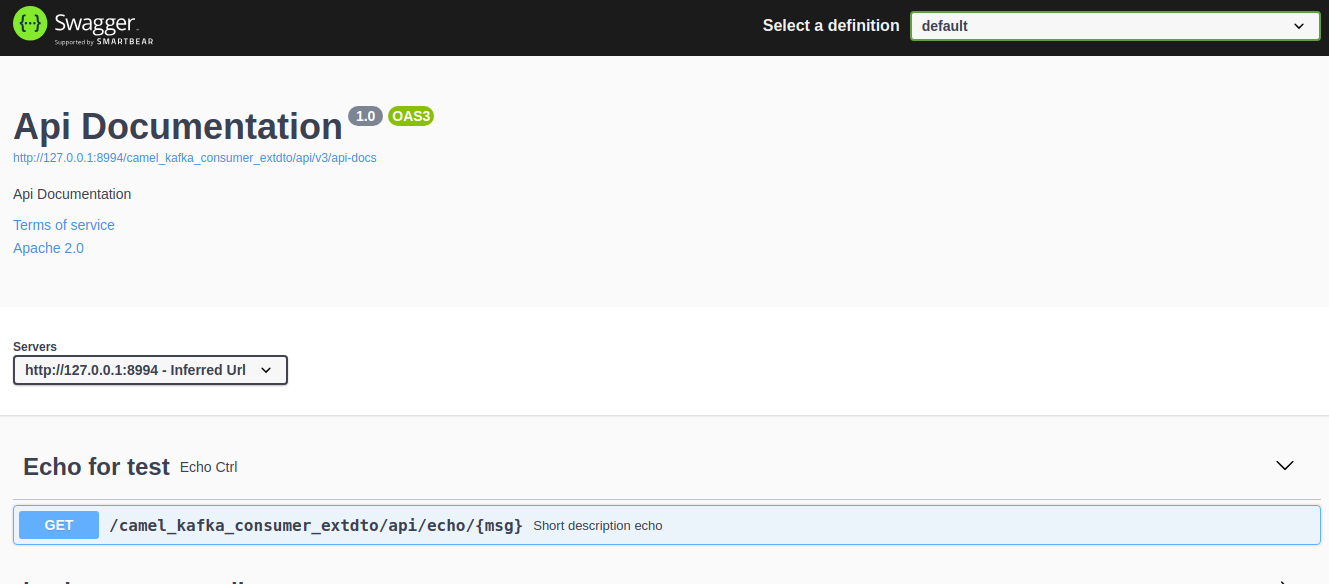 {···} Swagger
Supported by SMARTBEAR
Select a definition default
Api Documentation 1.0 OAS3
http://127.0.0.1:8994/camel_kafka_consumer_extdto/api/v3/api-docs
Api Documentation
Terms of service
Apache 2.0
Servers
http://127.0.0.1:8994 - Inferred Url
Echo for test Echo Ctrl
GET /camel_kafka_consumer_extdto/api/echo/{msg} Short description echo